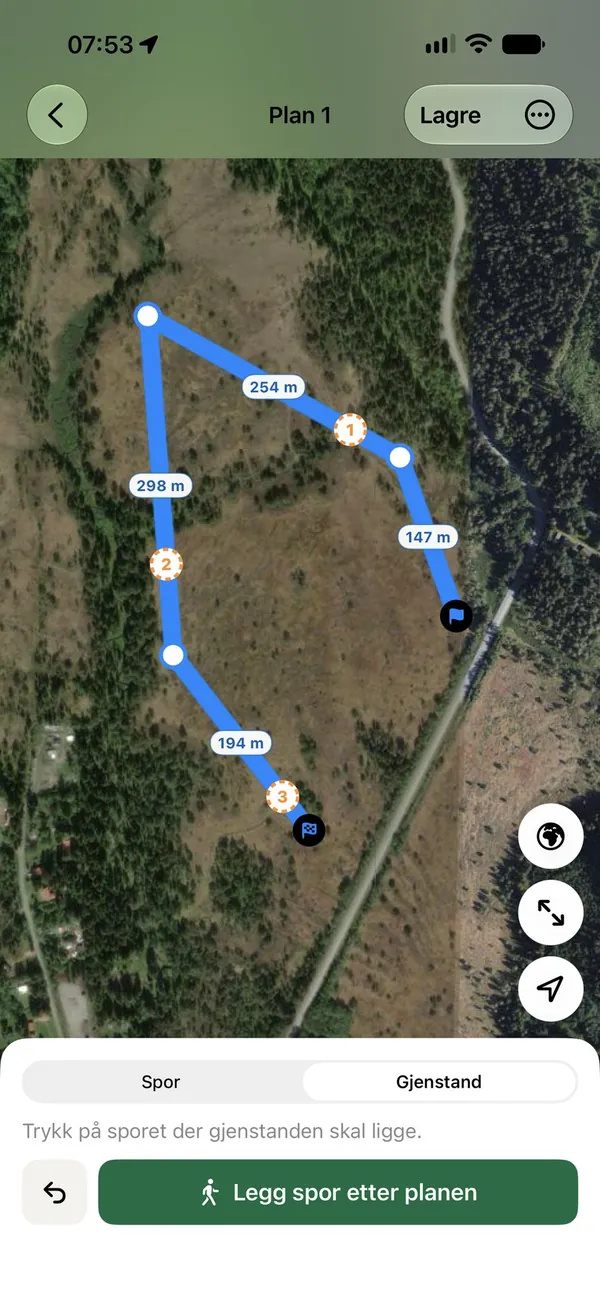 07:53
Plan 1
Lagre
254 m
1
298 m
147 m
2
194 m
3
Spor
Gjenstand
Trykk på sporet der gjenstanden skal ligge.
Legg spor etter planen